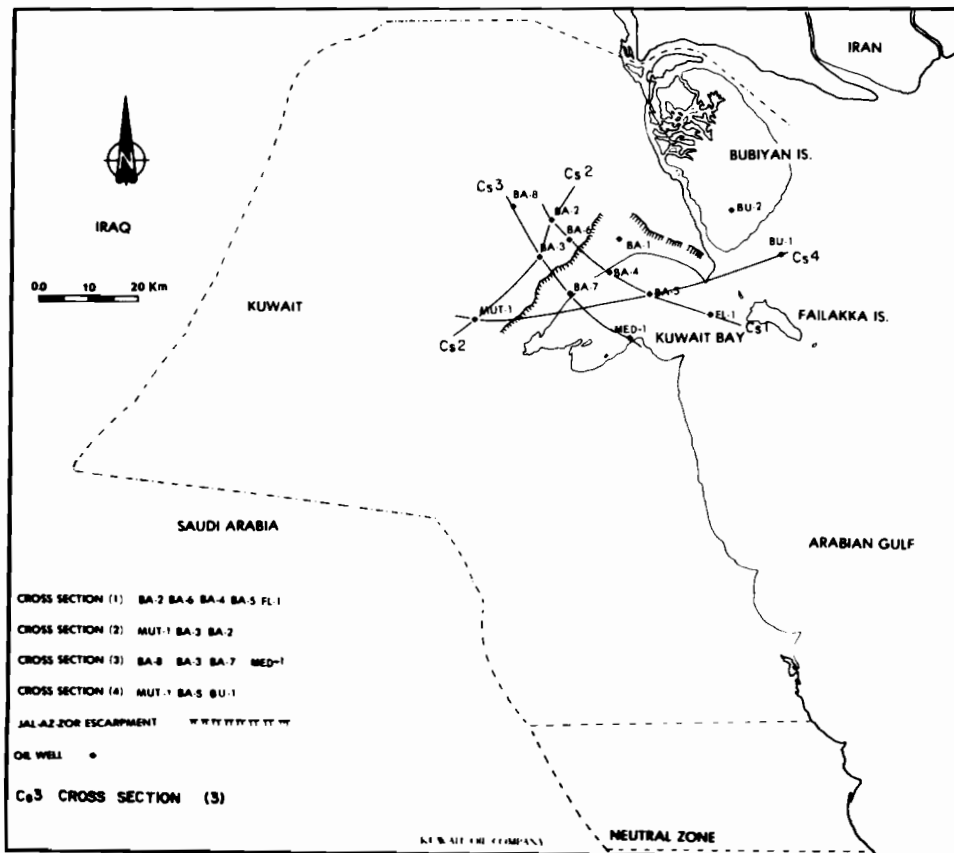 IRAN
BUBIYAN IS.
N
Cs3
BA-8
Cs2
BA-2
BU-2
IRAQ
BA-6
BA-1
BA-3
BU-1
Cs4
BA-4
0.0 10 20 Km
BA-7
BA-5
KUWAIT
MUT-1
FL-1
FAILAKKA IS.
Cs1
MED-1
KUWAIT BAY
Cs2
SAUDI ARABIA
ARABIAN GULF
CROSS SECTION (1) BA-2 BA-6 BA-4 BA-5 FL-1
CROSS SECTION (2) MUT-1 BA-3 BA-2
CROSS SECTION (3) BA-8 BA-3 BA-7 MED-1
CROSS SECTION (4) MUT-1 BA-5 BU-1
JAL-AZ-ZOR ESCARPMENT
OIL WELL
Cs3 CROSS SECTION (3)
KUWAIT OIL COMPANY
NEUTRAL ZONE